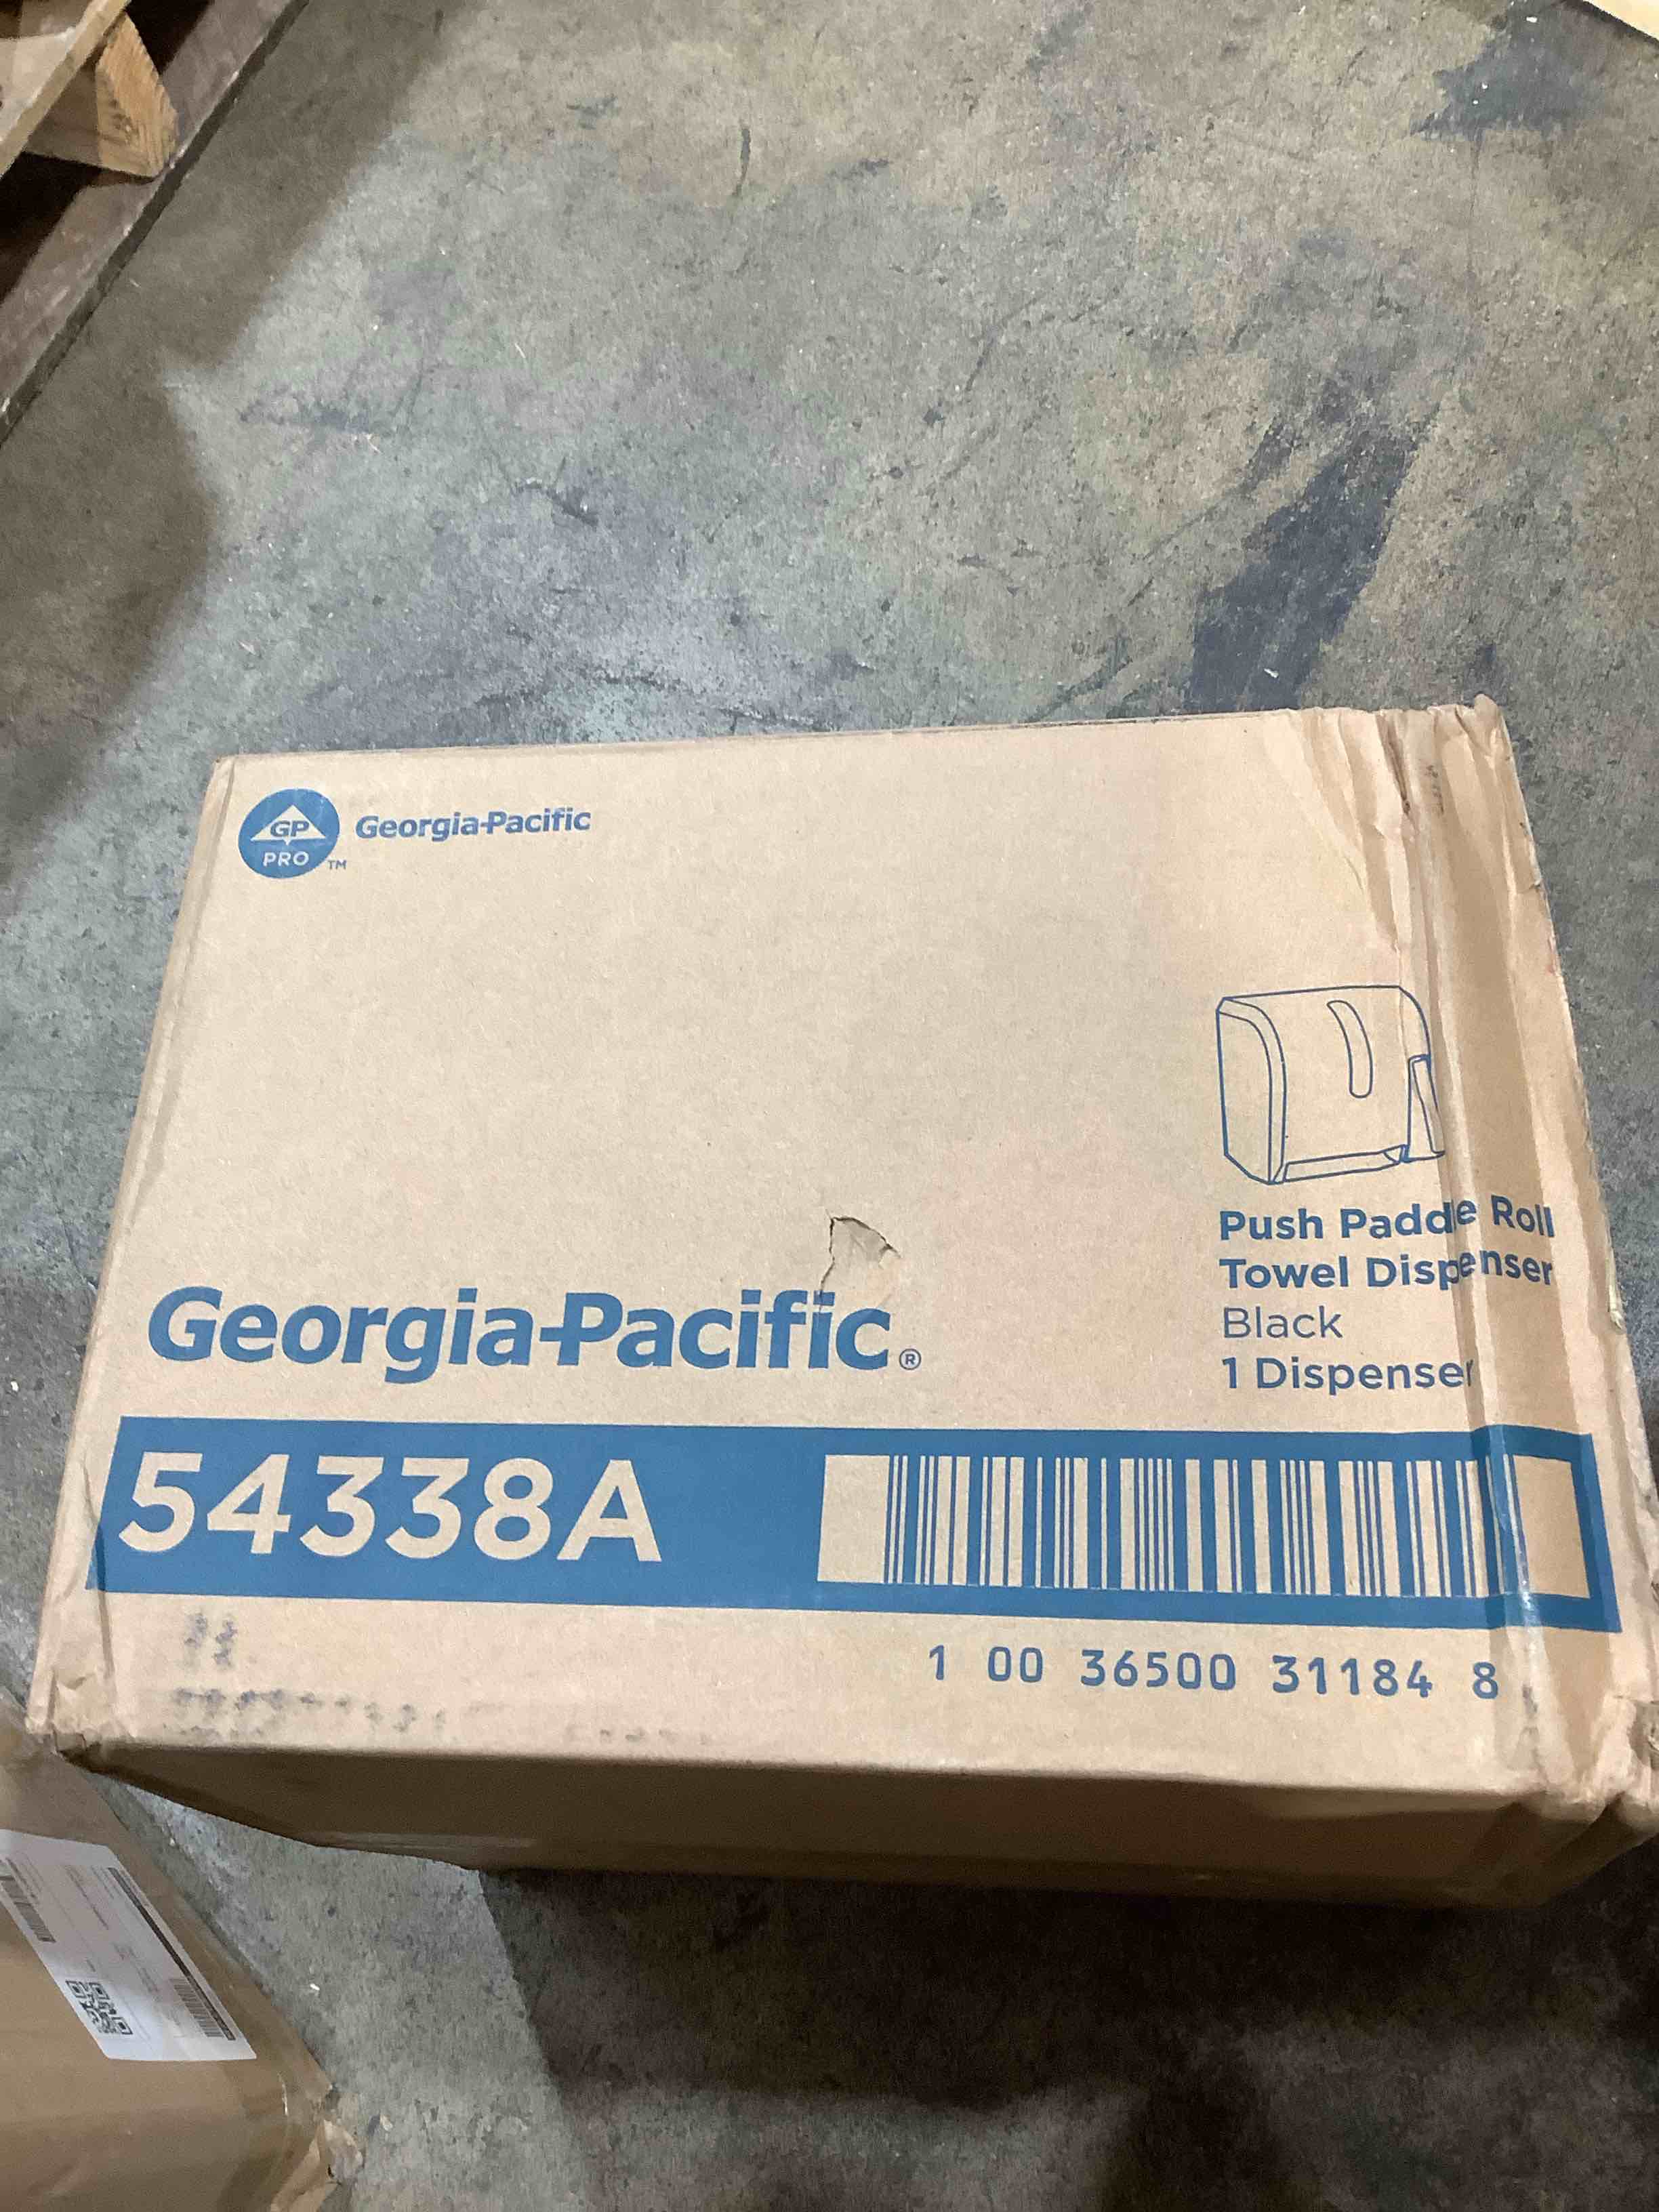 GP
PRO
TM
Georgia-Pacific
Push Paddle Roll
Towel Dispenser
Black
1 Dispenser
Georgia-Pacific®
54338A
1 00 36500 31184 8